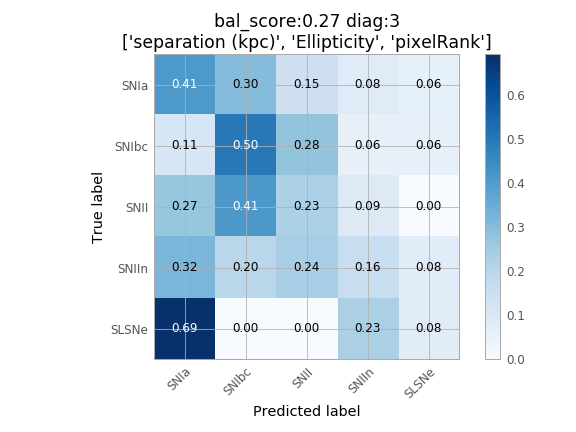 bal_score:0.27 diag:3
['separation (kpc)', 'Ellipticity', 'pixelRank']
SNIa 0.41 0.30 0.15 0.08 0.06
SNIbc 0.11 0.50 0.28 0.06 0.06
SNII 0.27 0.41 0.23 0.09 0.00
SNIIn 0.32 0.20 0.24 0.16 0.08
SLSNe 0.69 0.00 0.00 0.23 0.08
SNIa SNIbc SNII SNIIn SLSNe
True label
Predicted label
0.6
0.5
0.4
0.3
0.2
0.1
0.0